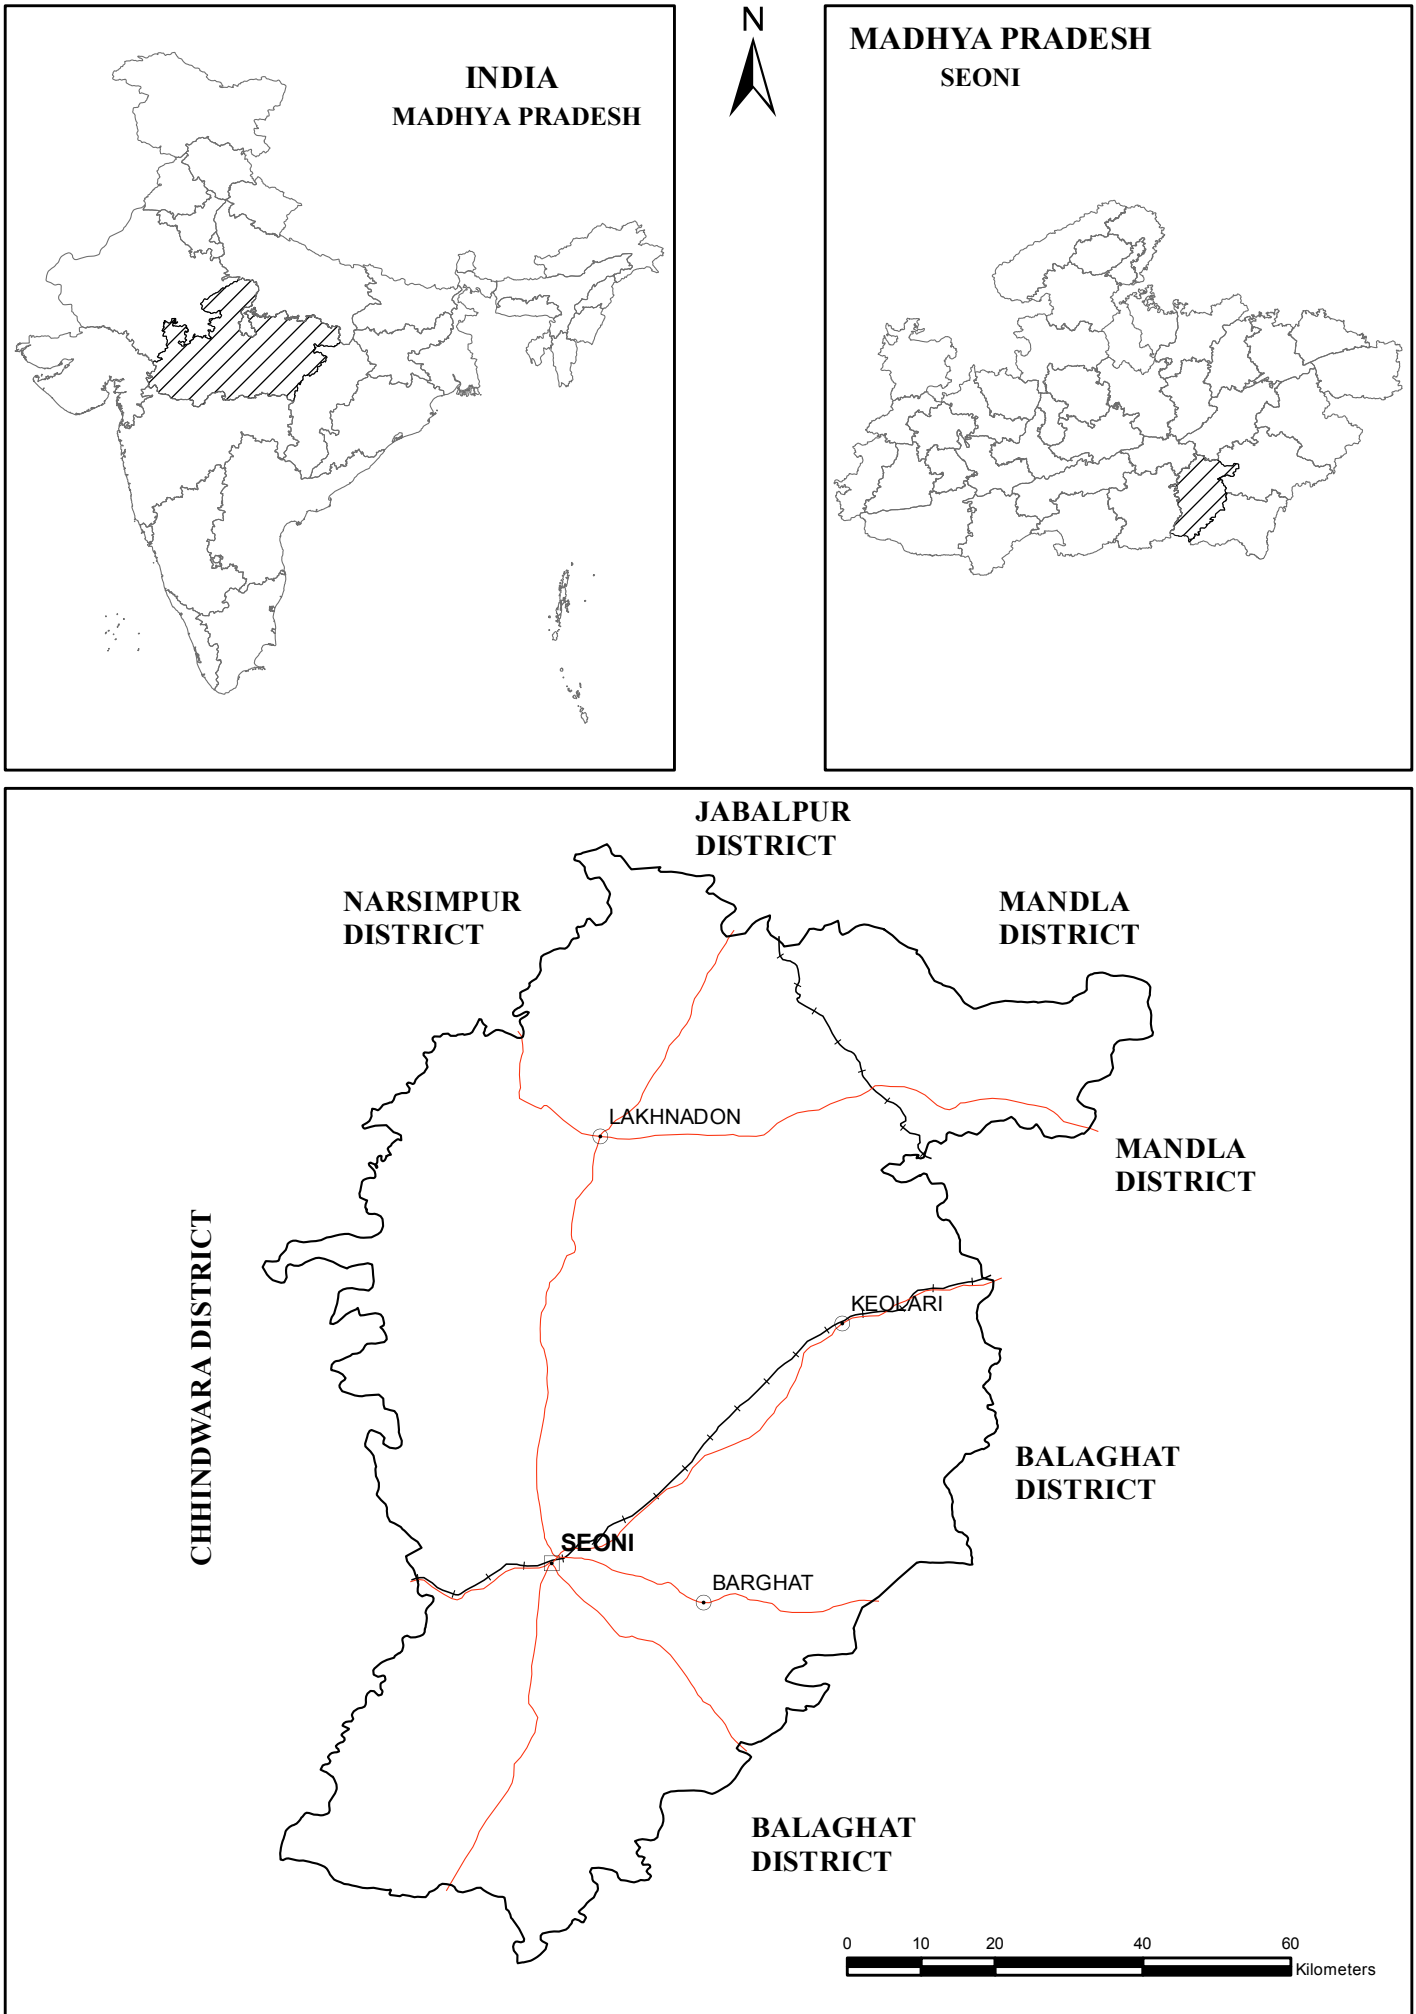 INDIA
MADHYA PRADESH
N
MADHYA PRADESH
SEONI
JABALPUR
DISTRICT
NARSIMPUR
DISTRICT
MANDLA
DISTRICT
LAKHNADON
MANDLA
DISTRICT
CHHINDWARA DISTRICT
KEOLARI
BALAGHAT
DISTRICT
SEONI
BARGHAT
BALAGHAT
DISTRICT
0 10 20 40 60
Kilometers